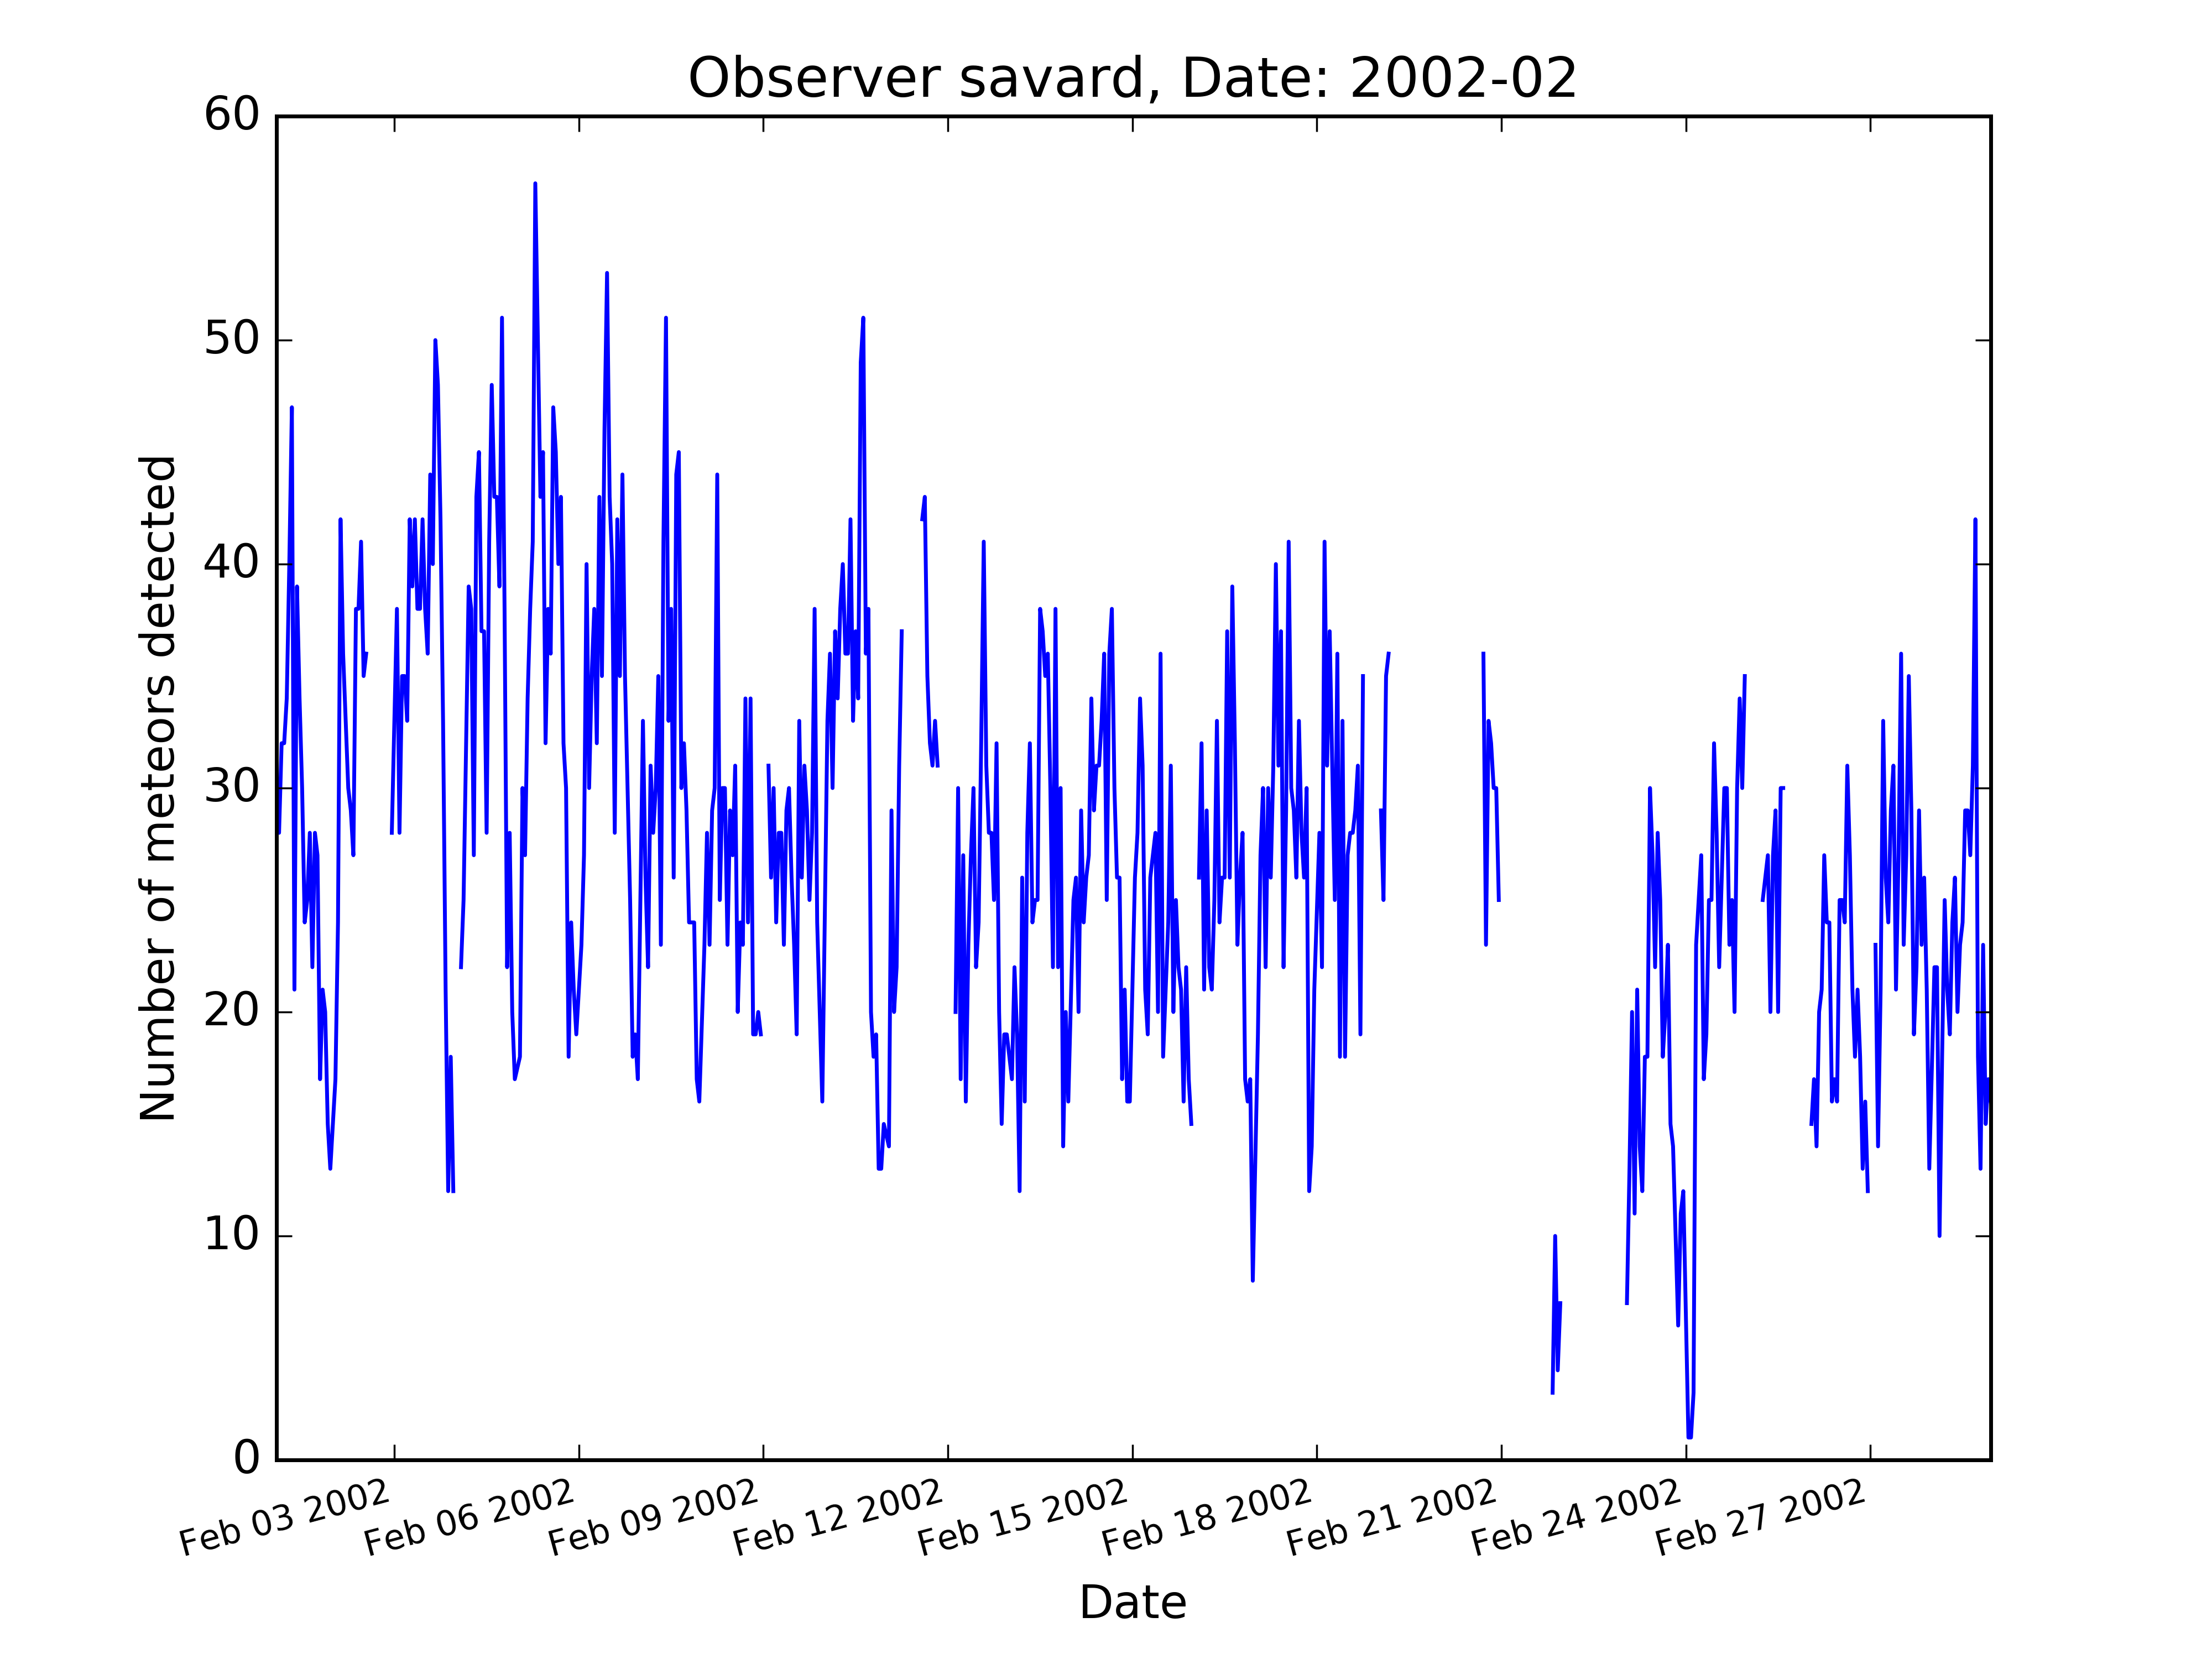 Observer savard, Date: 2002-02
60
50
40
30
20
10
0
Number of meteors detected
Feb 03 2002
Feb 06 2002
Feb 09 2002
Feb 12 2002
Feb 15 2002
Feb 18 2002
Feb 21 2002
Feb 24 2002
Feb 27 2002
Date